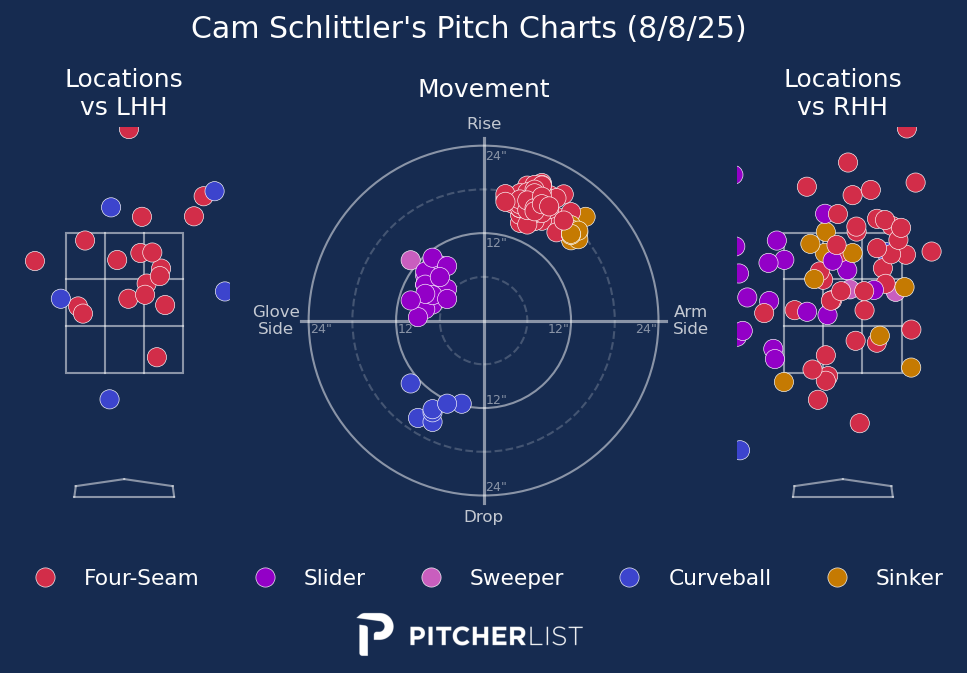 Cam Schlittler's Pitch Charts (8/8/25)
Locations
vs LHH
Movement
Locations
vs RHH
Rise
24"
12"
Glove
Side
24"
12
12"
24"
Arm
Side
12"
24"
Drop
Four-Seam
Slider
Sweeper
Curveball
Sinker
PITCHERLIST